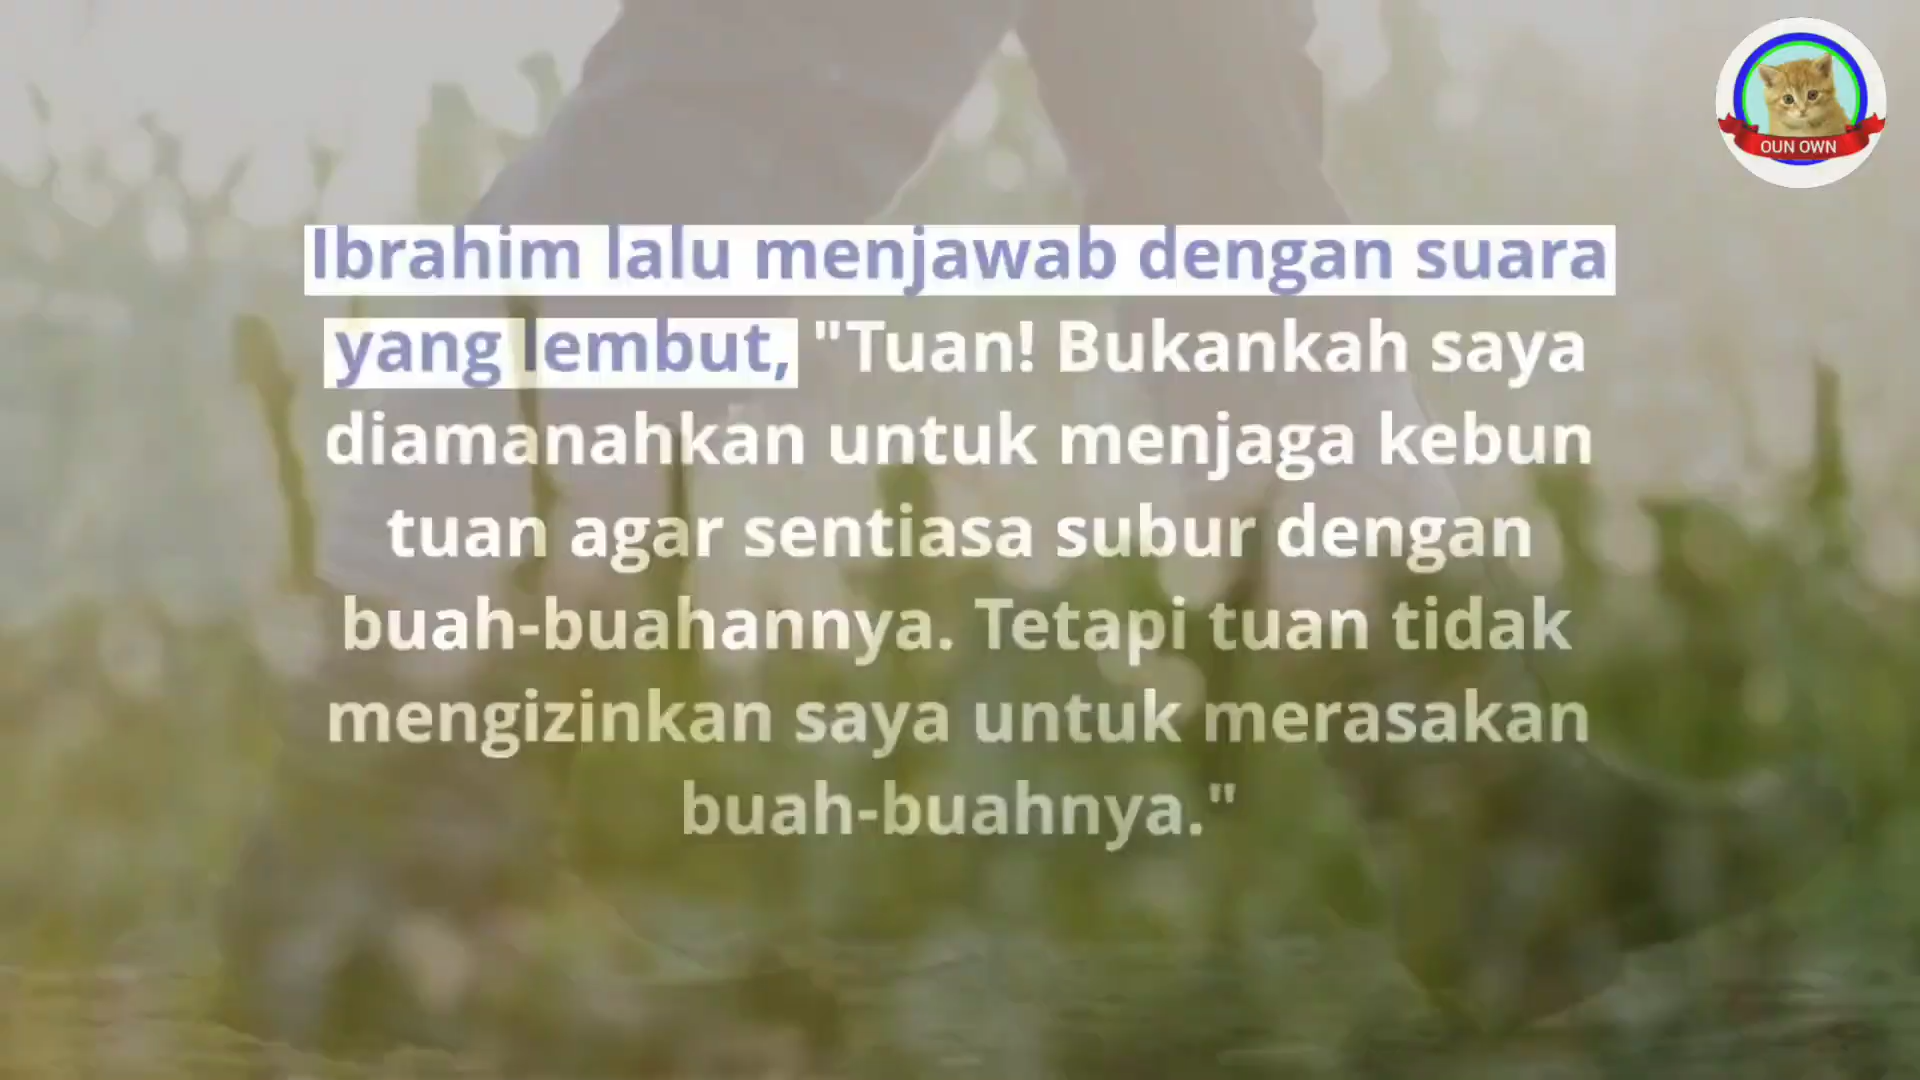 OUN OWN
Ibrahim lalu menjawab dengan suara
yang lembut, "Tuan! Bukankah saya
diamanahkan untuk menjaga kebun
tuan agar sentiasa subur dengan
buah-buahannya. Tetapi tuan tidak
mengizinkan saya untuk merasakan
buah-buahnya."